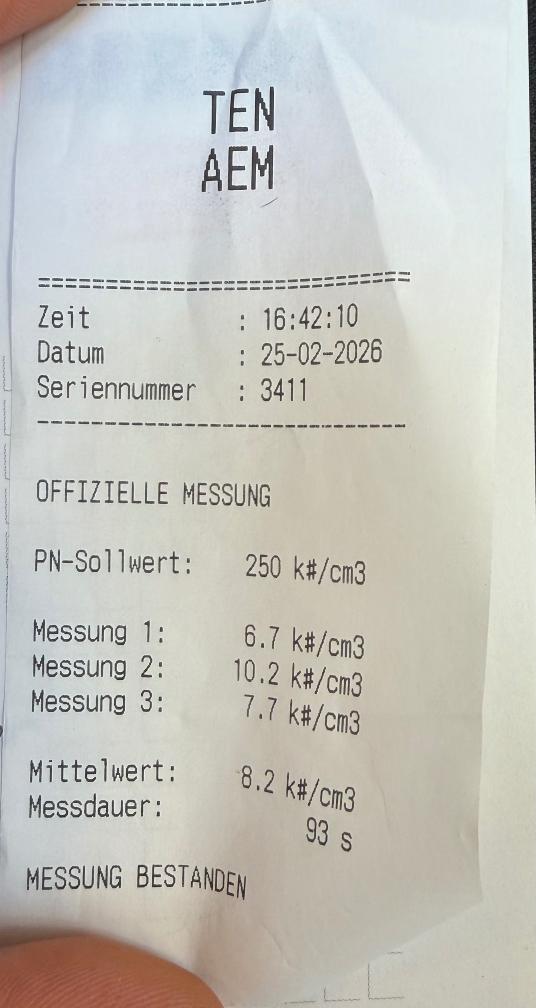 TEN
AEM
Zeit : 16:42:10
Datum : 25-02-2026
Seriennummer : 3411
OFFIZIELLE MESSUNG
PN-Sollwert: 250 k#/cm3
Messung 1: 6.7 k#/cm3
Messung 2: 10.2 k#/cm3
Messung 3: 7.7 k#/cm3
Mittelwert: 8.2 k#/cm3
Messdauer: 93 s
MESSUNG BESTANDEN